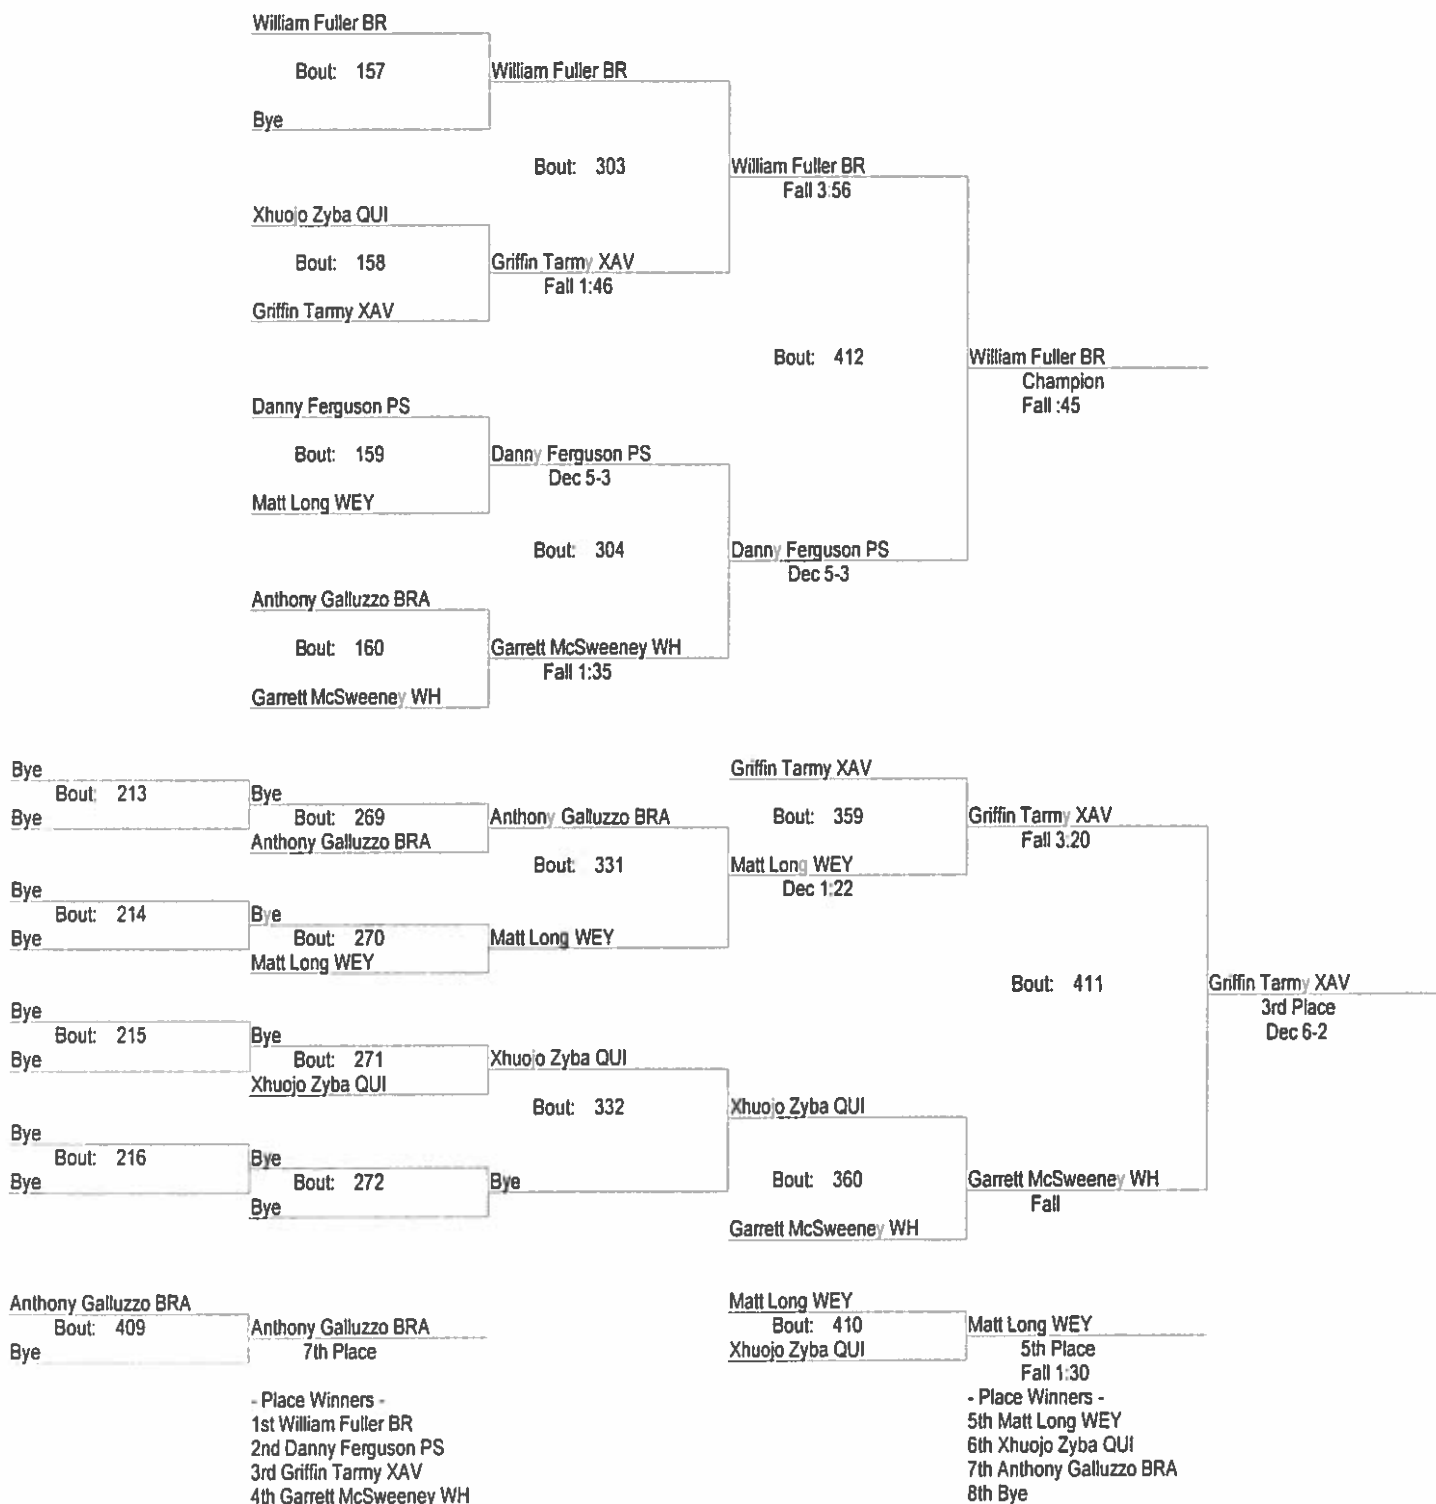 William Fuller BR
Bout: 157
William Fuller BR
Bye
Bout: 303
William Fuller BR
Fall 3:56
Xhuojo Zyba QUI
Bout: 158
Griffin Tarmy XAV
Fall 1:46
Griffin Tarmy XAV
Bout: 412
William Fuller BR
Champion
Fall :45
Danny Ferguson PS
Bout: 159
Danny Ferguson PS
Dec 5-3
Matt Long WEY
Bout: 304
Danny Ferguson PS
Dec 5-3
Anthony Galluzzo BRA
Bout: 160
Garrett McSweeney WH
Fall 1:35
Garrett McSweeney WH
Bye
Bout: 213
Bye
Bye
Bout: 269
Anthony Galluzzo BRA
Anthony Galluzzo BRA
Bout: 331
Griffin Tarmy XAV
Bout: 359
Griffin Tarmy XAV
Fall 3:20
Matt Long WEY
Dec 1:22
Bye
Bout: 214
Bye
Bye
Bout: 270
Matt Long WEY
Matt Long WEY
Bout: 411
Griffin Tarmy XAV
3rd Place
Dec 6-2
Bye
Bout: 215
Bye
Bye
Bout: 271
Xhuojo Zyba QUI
Xhuojo Zyba QUI
Bout: 332
Xhuojo Zyba QUI
Bye
Bout: 216
Bye
Bye
Bout: 272
Bye
Bye
Bout: 360
Garrett McSweeney WH
Fall
Garrett McSweeney WH
Anthony Galluzzo BRA
Bout: 409
Bye
Anthony Galluzzo BRA
7th Place
Matt Long WEY
Bout: 410
Xhuojo Zyba QUI
Matt Long WEY
5th Place
Fall 1:30
- Place Winners -
1st William Fuller BR
2nd Danny Ferguson PS
3rd Griffin Tarmy XAV
4th Garrett McSweeney WH
- Place Winners -
5th Matt Long WEY
6th Xhuojo Zyba QUI
7th Anthony Galluzzo BRA
8th Bye